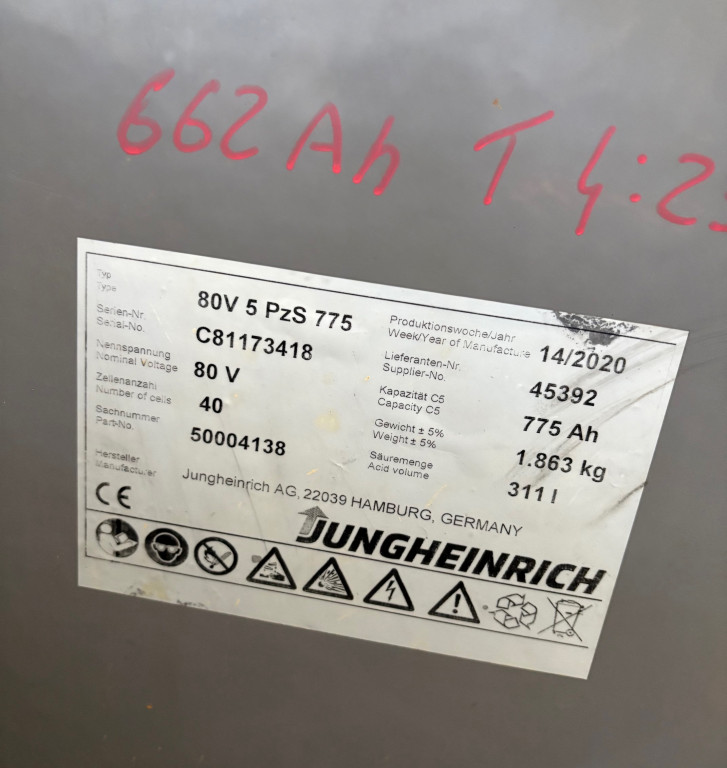 662 Ah T 4:2
Typ
Type
80V 5 PzS 775
Serien-Nr.
Serial-No.
C81173418
Nennspannung
Nominal Voltage
80 V
Zellenanzahl
Number of cells
40
Sachnummer
Part-No.
50004138
Produktionswoche/Jahr
Week/Year of Manufacture
14/2020
Lieferanten-Nr.
Supplier-No.
45392
Kapazität C5
Capacity C5
775 Ah
Gewicht ± 5%
Weight ± 5%
1.863 kg
Säuremenge
Acid volume
311 l
Hersteller
Manufacturer
Jungheinrich AG, 22039 HAMBURG, GERMANY
CE
JUNGHEINRICH